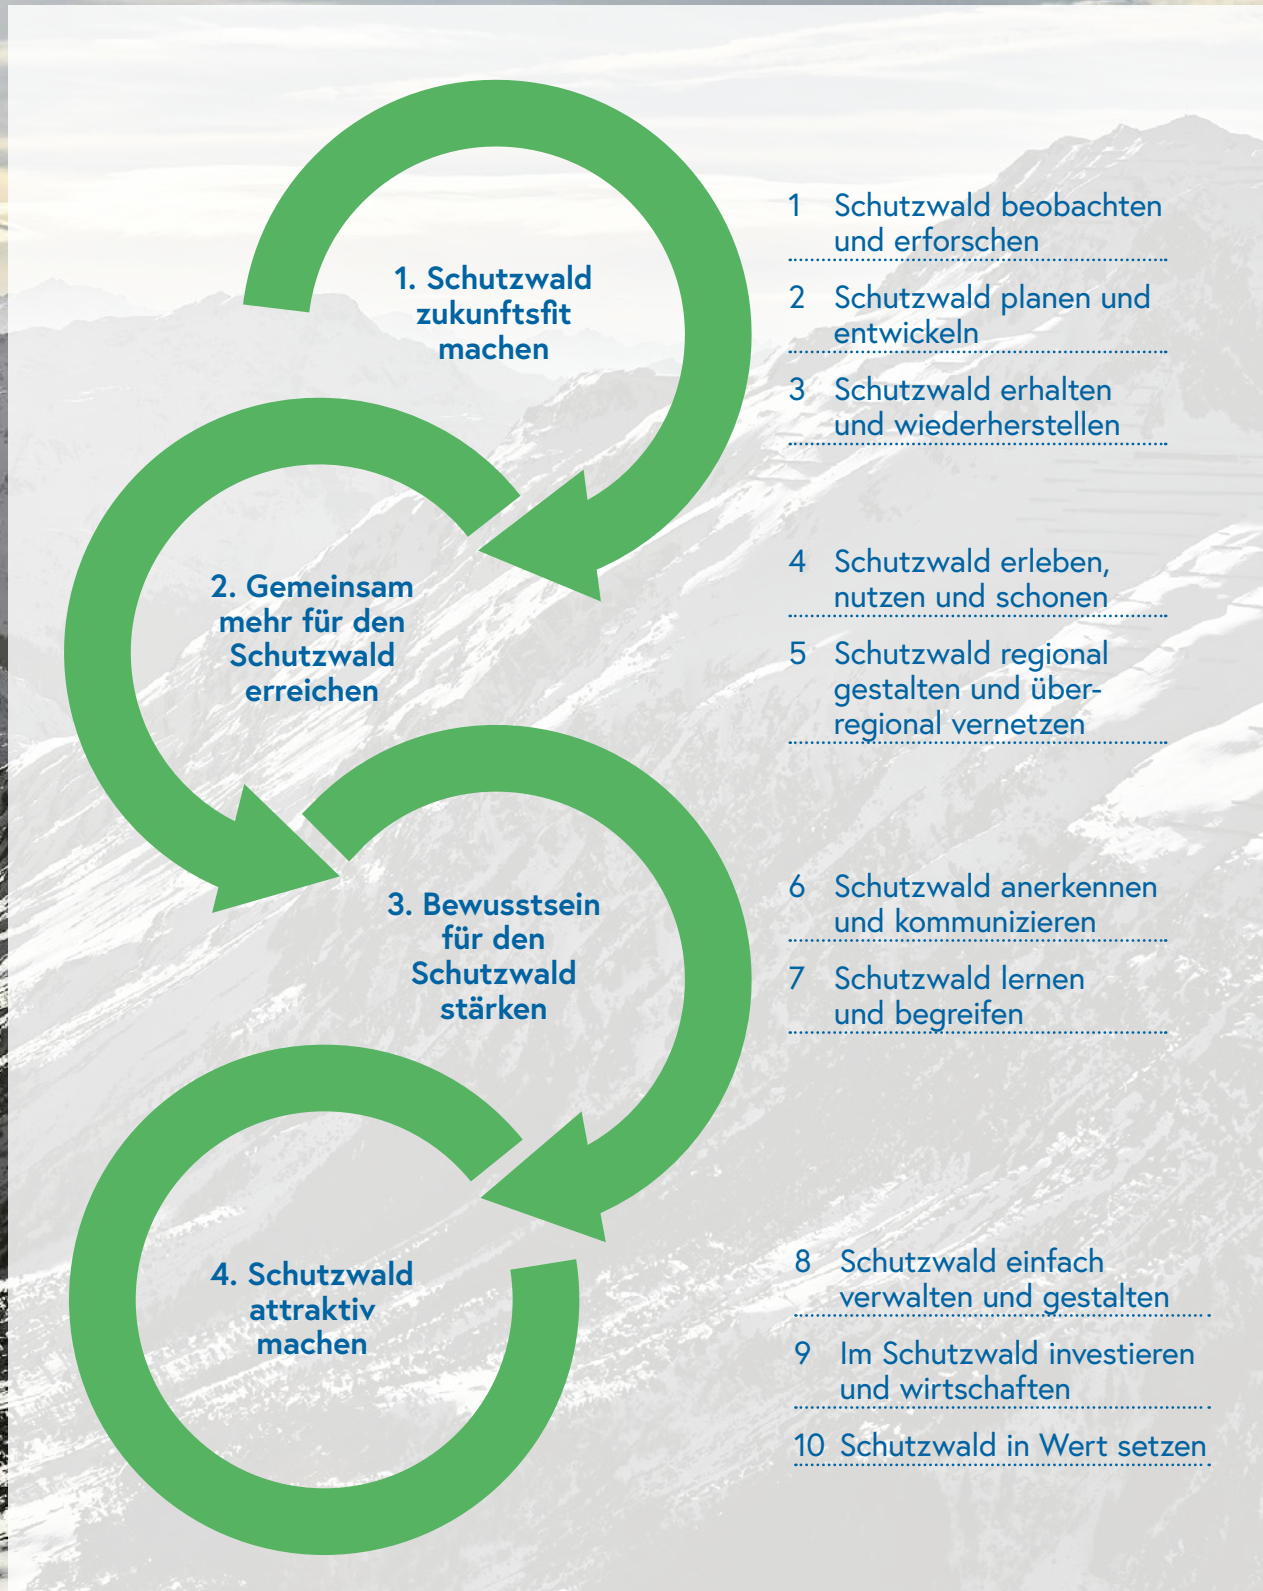 1. Schutzwald
zukunftsfit
machen
1 Schutzwald beobachten
und erforschen
2 Schutzwald planen und
entwickeln
3 Schutzwald erhalten
und wiederherstellen
2. Gemeinsam
mehr für den
Schutzwald
erreichen
4 Schutzwald erleben,
nutzen und schonen
5 Schutzwald regional
gestalten und über-
regional vernetzen
3. Bewusstsein
für den
Schutzwald
stärken
6 Schutzwald anerkennen
und kommunizieren
7 Schutzwald lernen
und begreifen
4. Schutzwald
attraktiv
machen
8 Schutzwald einfach
verwalten und gestalten
9 Im Schutzwald investieren
und wirtschaften
10 Schutzwald in Wert setzen